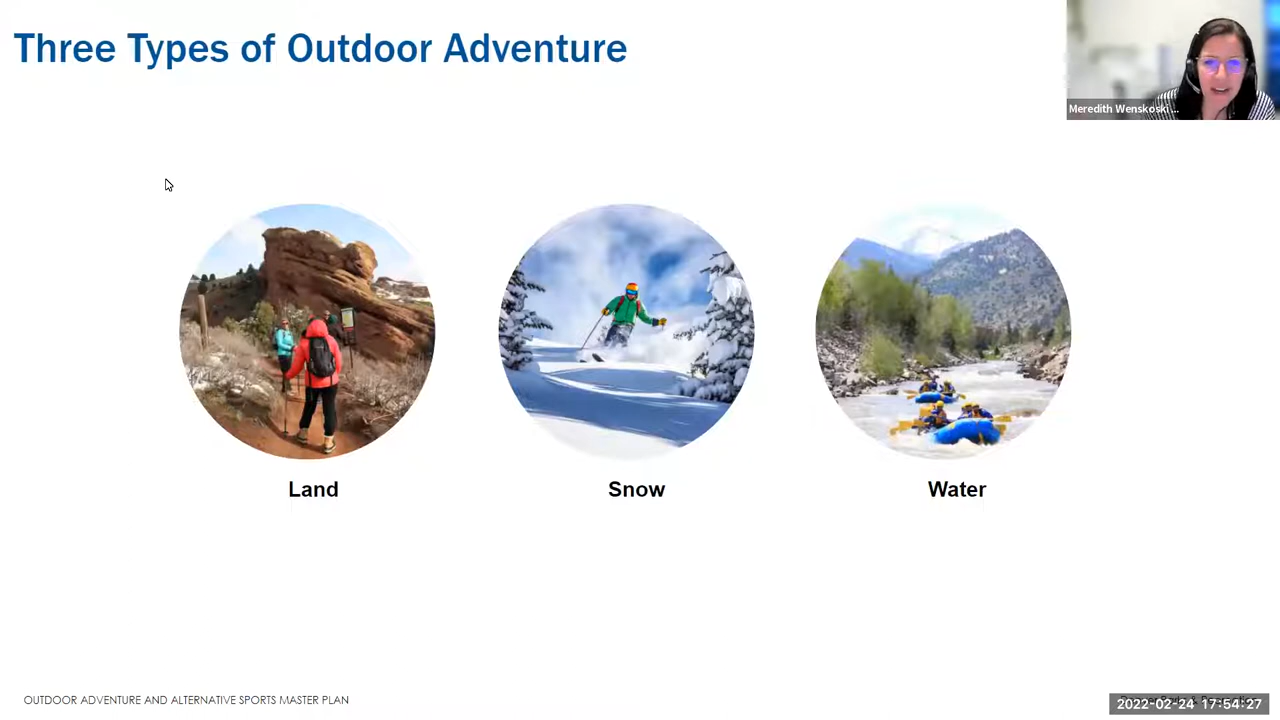 Three Types of Outdoor Adventure
Meredith Wenskoski ...
Land
Snow
Water
OUTDOOR ADVENTURE AND ALTERNATIVE SPORTS MASTER PLAN
2022-02-24 17:54:27